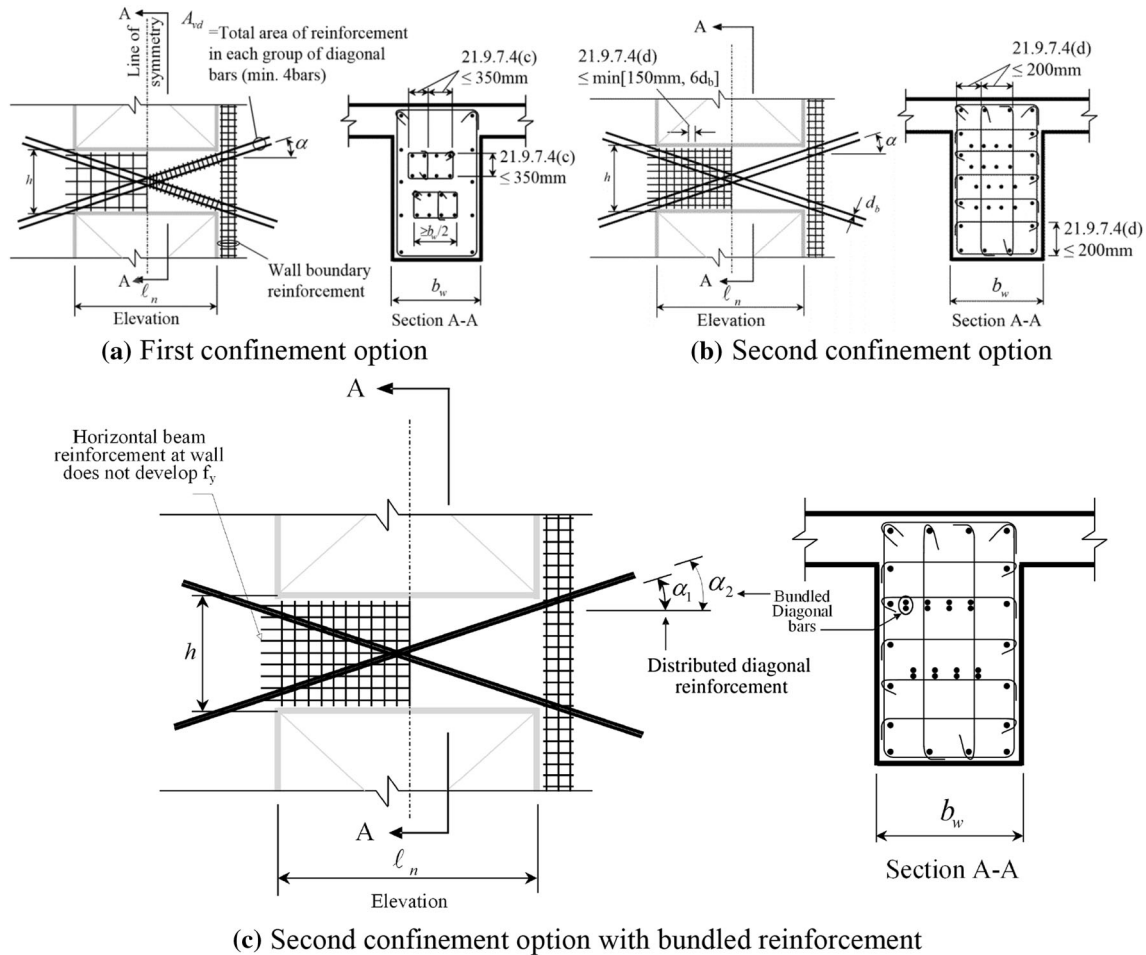 A
A_vd =Total area of reinforcement
in each group of diagonal
bars (min. 4bars)
Line of
symmetry
21.9.7.4(c)
≤ 350mm
α
h
21.9.7.4(c)
≤ 350mm
≥b_w/2
Wall boundary
reinforcement
A
ℓ_n
Elevation
b_w
Section A-A
(a) First confinement option
A
21.9.7.4(d)
≤ min[150mm, 6d_b]
21.9.7.4(d)
≤ 200mm
α
h
d_b
21.9.7.4(d)
≤ 200mm
A
ℓ_n
Elevation
b_w
Section A-A
(b) Second confinement option
A
Horizontal beam
reinforcement at wall
does not develop f_y
α_1
α_2
Bundled
Diagonal
bars
h
Distributed diagonal
reinforcement
A
ℓ_n
Elevation
b_w
Section A-A
(c) Second confinement option with bundled reinforcement